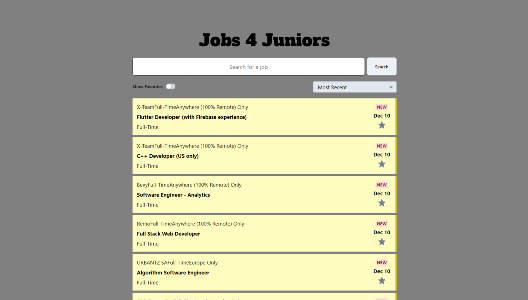 Jobs 4 Juniors
Search for a job
Search
Show Favorites
Most Recent
X-TeamFull-TimeAnywhere (100% Remote) Only
NEW
Flutter Developer (with Firebase experience)
Dec 10
Full-Time
X-TeamFull-TimeAnywhere (100% Remote) Only
NEW
C++ Developer (US only)
Dec 10
Full-Time
BevyFull-TimeAnywhere (100% Remote) Only
NEW
Software Engineer - Analytics
Dec 10
Full-Time
RemoFull-TimeAnywhere (100% Remote) Only
NEW
Full Stack Web Developer
Dec 10
Full-Time
URBANTZ SAFull-TimeEurope Only
NEW
Algorithm Software Engineer
Dec 10
Full-Time